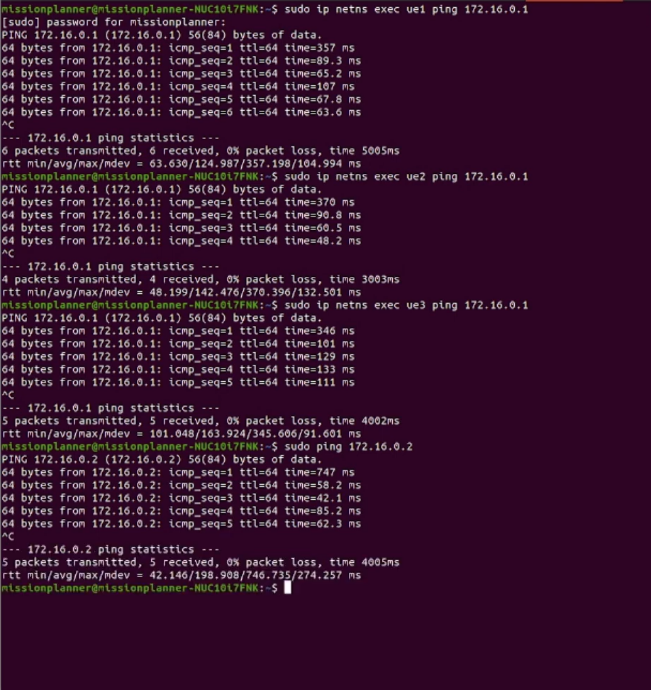 missionplanner@missionplanner-NUC10i7FNK:~$ sudo ip netns exec ue1 ping 172.16.0.1
[sudo] password for missionplanner:
PING 172.16.0.1 (172.16.0.1) 56(84) bytes of data.
64 bytes from 172.16.0.1: icmp_seq=1 ttl=64 time=357 ms
64 bytes from 172.16.0.1: icmp_seq=2 ttl=64 time=89.3 ms
64 bytes from 172.16.0.1: icmp_seq=3 ttl=64 time=65.2 ms
64 bytes from 172.16.0.1: icmp_seq=4 ttl=64 time=107 ms
64 bytes from 172.16.0.1: icmp_seq=5 ttl=64 time=67.8 ms
64 bytes from 172.16.0.1: icmp_seq=6 ttl=64 time=63.6 ms
^C
--- 172.16.0.1 ping statistics ---
6 packets transmitted, 6 received, 0% packet loss, time 5005ms
rtt min/avg/max/mdev = 63.630/124.987/357.198/104.994 ms
missionplanner@missionplanner-NUC10i7FNK:~$ sudo ip netns exec ue2 ping 172.16.0.1
PING 172.16.0.1 (172.16.0.1) 56(84) bytes of data.
64 bytes from 172.16.0.1: icmp_seq=1 ttl=64 time=370 ms
64 bytes from 172.16.0.1: icmp_seq=2 ttl=64 time=90.8 ms
64 bytes from 172.16.0.1: icmp_seq=3 ttl=64 time=60.5 ms
64 bytes from 172.16.0.1: icmp_seq=4 ttl=64 time=48.2 ms
^C
--- 172.16.0.1 ping statistics ---
4 packets transmitted, 4 received, 0% packet loss, time 3003ms
rtt min/avg/max/mdev = 48.199/142.476/370.396/132.501 ms
missionplanner@missionplanner-NUC10i7FNK:~$ sudo ip netns exec ue3 ping 172.16.0.1
PING 172.16.0.1 (172.16.0.1) 56(84) bytes of data.
64 bytes from 172.16.0.1: icmp_seq=1 ttl=64 time=346 ms
64 bytes from 172.16.0.1: icmp_seq=2 ttl=64 time=101 ms
64 bytes from 172.16.0.1: icmp_seq=3 ttl=64 time=129 ms
64 bytes from 172.16.0.1: icmp_seq=4 ttl=64 time=133 ms
64 bytes from 172.16.0.1: icmp_seq=5 ttl=64 time=111 ms
^C
--- 172.16.0.1 ping statistics ---
5 packets transmitted, 5 received, 0% packet loss, time 4002ms
rtt min/avg/max/mdev = 101.048/163.924/345.606/91.601 ms
missionplanner@missionplanner-NUC10i7FNK:~$ sudo ping 172.16.0.2
PING 172.16.0.2 (172.16.0.2) 56(84) bytes of data.
64 bytes from 172.16.0.2: icmp_seq=1 ttl=64 time=747 ms
64 bytes from 172.16.0.2: icmp_seq=2 ttl=64 time=58.2 ms
64 bytes from 172.16.0.2: icmp_seq=3 ttl=64 time=42.1 ms
64 bytes from 172.16.0.2: icmp_seq=4 ttl=64 time=85.2 ms
64 bytes from 172.16.0.2: icmp_seq=5 ttl=64 time=62.3 ms
^C
--- 172.16.0.2 ping statistics ---
5 packets transmitted, 5 received, 0% packet loss, time 4005ms
rtt min/avg/max/mdev = 42.146/198.908/746.735/274.257 ms
missionplanner@missionplanner-NUC10i7FNK:~$